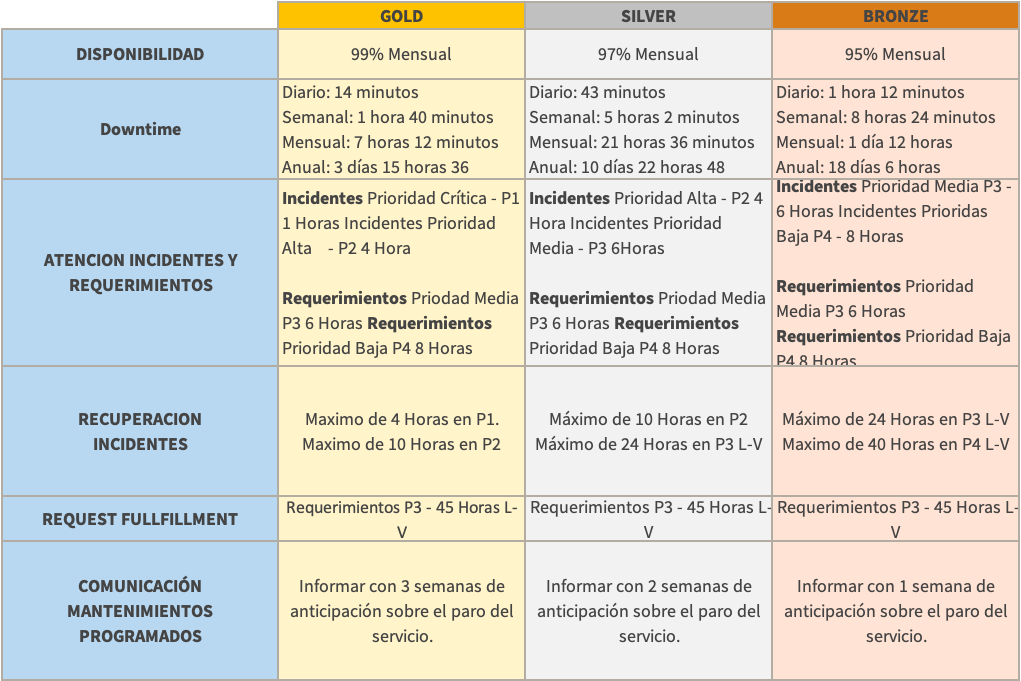 GOLD
SILVER
BRONZE
DISPONIBILIDAD
99% Mensual
97% Mensual
95% Mensual
Downtime
Diario: 14 minutos
Semanal: 1 hora 40 minutos
Mensual: 7 horas 12 minutos
Anual: 3 días 15 horas 36
Diario: 43 minutos
Semanal: 5 horas 2 minutos
Mensual: 21 horas 36 minutos
Anual: 10 días 22 horas 48
Diario: 1 hora 12 minutos
Semanal: 8 horas 24 minutos
Mensual: 1 día 12 horas
Anual: 18 días 6 horas
ATENCION INCIDENTES Y
REQUERIMIENTOS
Incidentes Prioridad Crítica - P1
1 Horas Incidentes Prioridad
Alta - P2 4 Hora
Requerimientos Priodad Media
P3 6 Horas Requerimientos
Prioridad Baja P4 8 Horas
Incidentes Prioridad Alta - P2 4
Hora Incidentes Prioridad
Media - P3 6Horas
Requerimientos Priodad Media
P3 6 Horas Requerimientos
Prioridad Baja P4 8 Horas
Incidentes Prioridad Media P3 -
6 Horas Incidentes Prioridas
Baja P4 - 8 Horas
Requerimientos Prioridad
Media P3 6 Horas
Requerimientos Prioridad Baja
P4 8 Horas
RECUPERACION
INCIDENTES
Maximo de 4 Horas en P1.
Maximo de 10 Horas en P2
Máximo de 10 Horas en P2
Máximo de 24 Horas en P3 L-V
Máximo de 24 Horas en P3 L-V
Maximo de 40 Horas en P4 L-V
REQUEST FULLFILLMENT
Requerimientos P3 - 45 Horas L-
V
Requerimientos P3 - 45 Horas L-
V
Requerimientos P3 - 45 Horas L-
V
COMUNICACIÓN
MANTENIMIENTOS
PROGRAMADOS
Informar con 3 semanas de
anticipación sobre el paro del
servicio.
Informar con 2 semanas de
anticipación sobre el paro del
servicio.
Informar con 1 semana de
anticipación sobre el paro del
servicio.